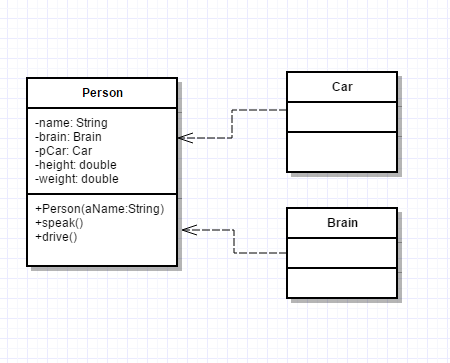 Person
-name: String
-brain: Brain
-pCar: Car
-height: double
-weight: double
+Person(aName:String)
+speak()
+drive()
Car
Brain